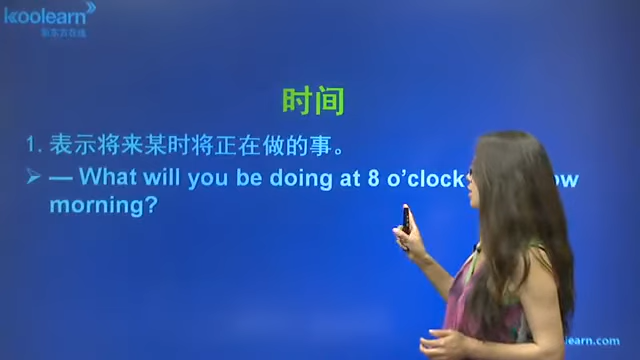 koolearn
新东方在线
时间
1. 表示将来某时将正在做的事。
➢ — What will you be doing at 8 o’clock
morning?
learn.com